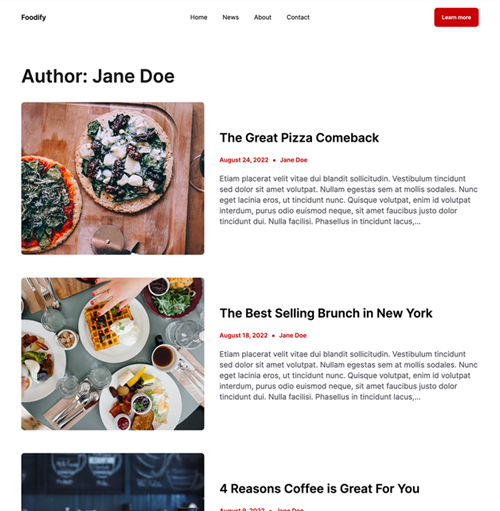 Foodify
Home
News
About
Contact
Learn more
Author: Jane Doe
The Great Pizza Comeback
August 24, 2022 • Jane Doe
Etiam placerat velit vitae dui blandit sollicitudin. Vestibulum tincidunt
sed dolor sit amet volutpat. Nullam egestas sem at mollis sodales. Nunc
eget lacinia eros, ut tincidunt nunc. Quisque volutpat, enim id volutpat
interdum, purus odio euismod neque, sit amet faucibus justo dolor
tincidunt dui. Nulla facilisi. Phasellus in tincidunt lacus,...
The Best Selling Brunch in New York
August 18, 2022 • Jane Doe
Etiam placerat velit vitae dui blandit sollicitudin. Vestibulum tincidunt
sed dolor sit amet volutpat. Nullam egestas sem at mollis sodales. Nunc
eget lacinia eros, ut tincidunt nunc. Quisque volutpat, enim id volutpat
interdum, purus odio euismod neque, sit amet faucibus justo dolor
tincidunt dui. Nulla facilisi. Phasellus in tincidunt lacus,...
4 Reasons Coffee is Great For You
August 9, 2022 • Jane Doe